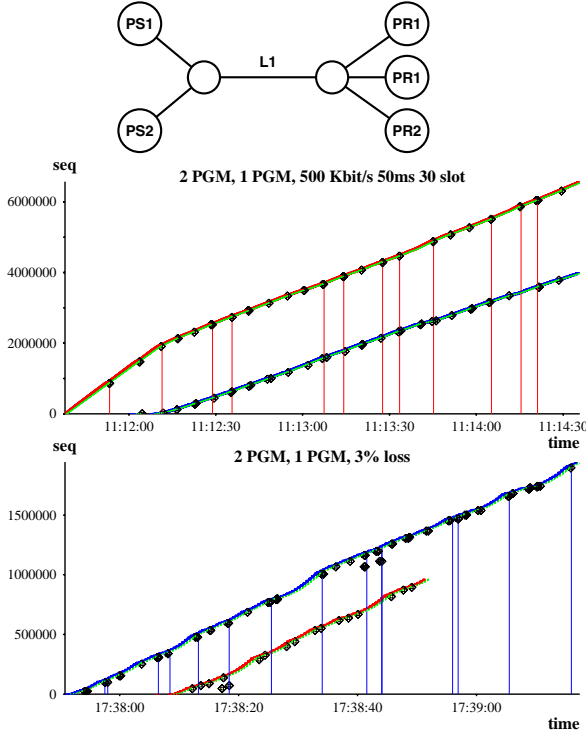 PS1 PR1
L1
PR1
PS2 PR2
seq
2 PGM, 1 PGM, 500 Kbit/s 50ms 30 slot
6000000
4000000
2000000
0
11:12:00 11:12:30 11:13:00 11:13:30 11:14:00 11:14:30
time
seq
2 PGM, 1 PGM, 3% loss
1500000
1000000
500000
0
17:38:00 17:38:20 17:38:40 17:39:00
time